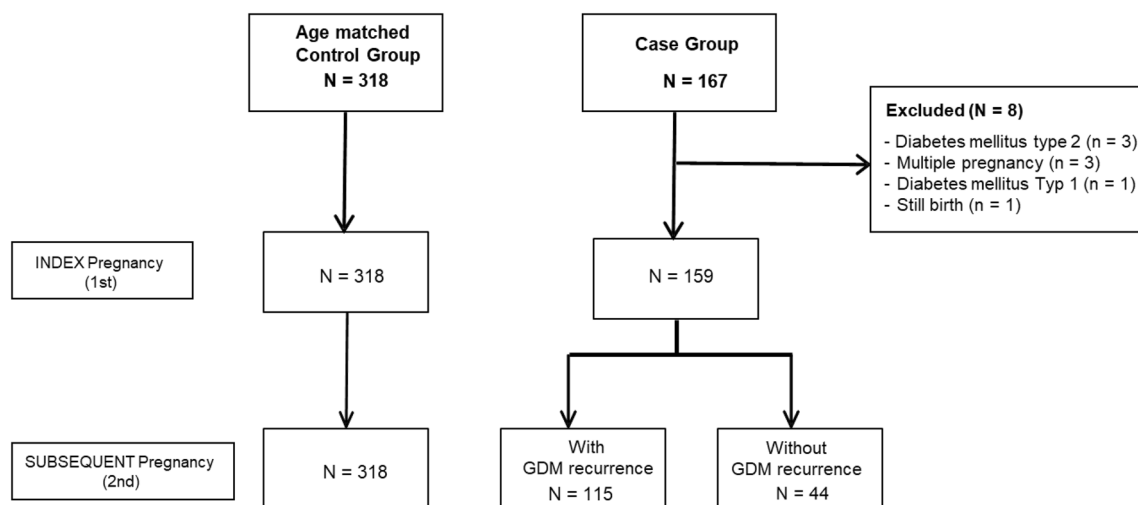 Age matched
Control Group
N = 318
Case Group
N = 167
Excluded (N = 8)
- Diabetes mellitus type 2 (n = 3)
- Multiple pregnancy (n = 3)
- Diabetes mellitus Typ 1 (n = 1)
- Still birth (n = 1)
INDEX Pregnancy
(1st)
N = 318
N = 159
SUBSEQUENT Pregnancy
(2nd)
N = 318
With
GDM recurrence
N = 115
Without
GDM recurrence
N = 44